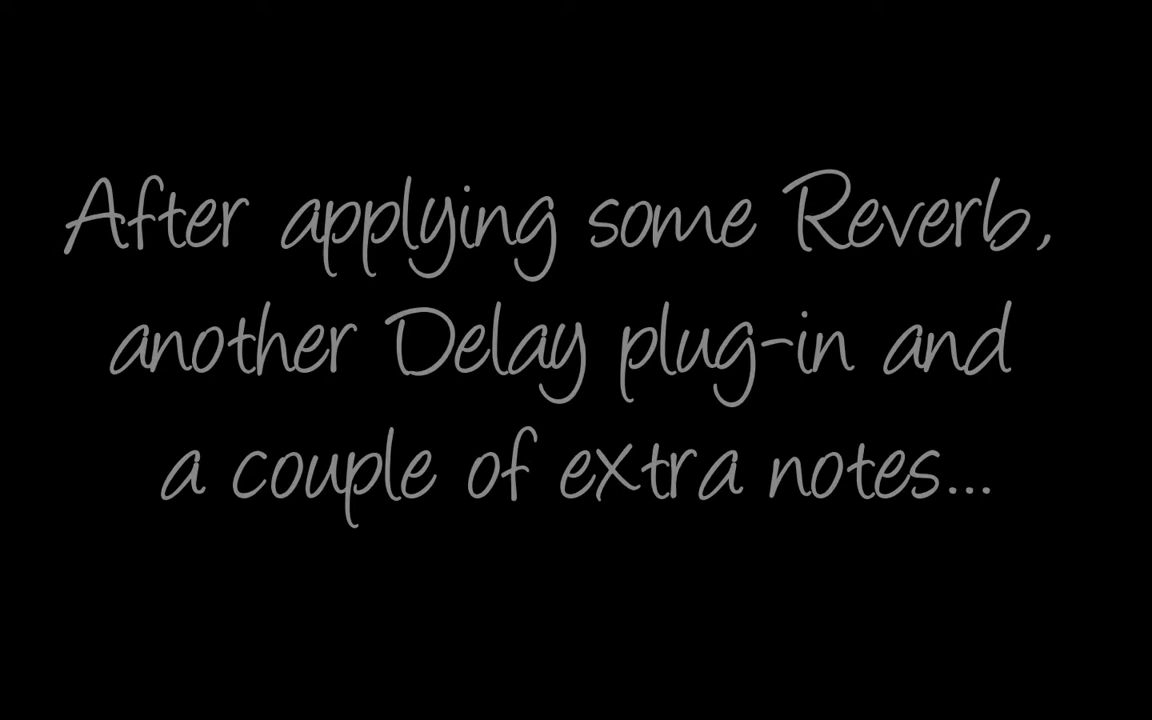 After applying some Reverb,
another Delay plug-in and
a couple of extra notes...